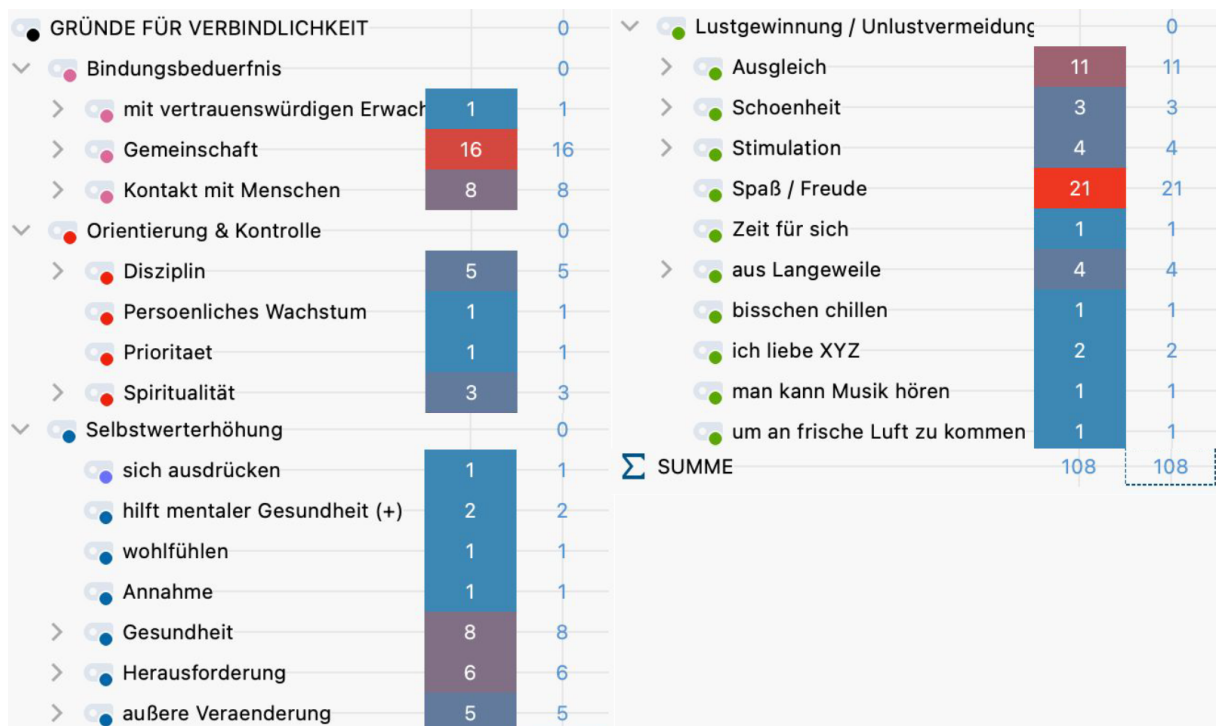 GRÜNDE FÜR VERBINDLICHKEIT 0
Bindungsbeduerfnis 0
mit vertrauenswürdigen Erwach 1 1
Gemeinschaft 16 16
Kontakt mit Menschen 8 8
Orientierung & Kontrolle 0
Disziplin 5 5
Persoenliches Wachstum 1 1
Prioritaet 1 1
Spiritualität 3 3
Selbstwerterhöhung 0
sich ausdrücken 1 1
hilft mentaler Gesundheit (+) 2 2
wohlfühlen 1 1
Annahme 1 1
Gesundheit 8 8
Herausforderung 6 6
außere Veraenderung 5 5
Lustgewinnung / Unlustvermeidung 0
Ausgleich 11 11
Schoenheit 3 3
Stimulation 4 4
Spaß / Freude 21 21
Zeit für sich 1 1
aus Langeweile 4 4
bisschen chillen 1 1
ich liebe XYZ 2 2
man kann Musik hören 1 1
um an frische Luft zu kommen 1 1
Σ SUMME 108 108